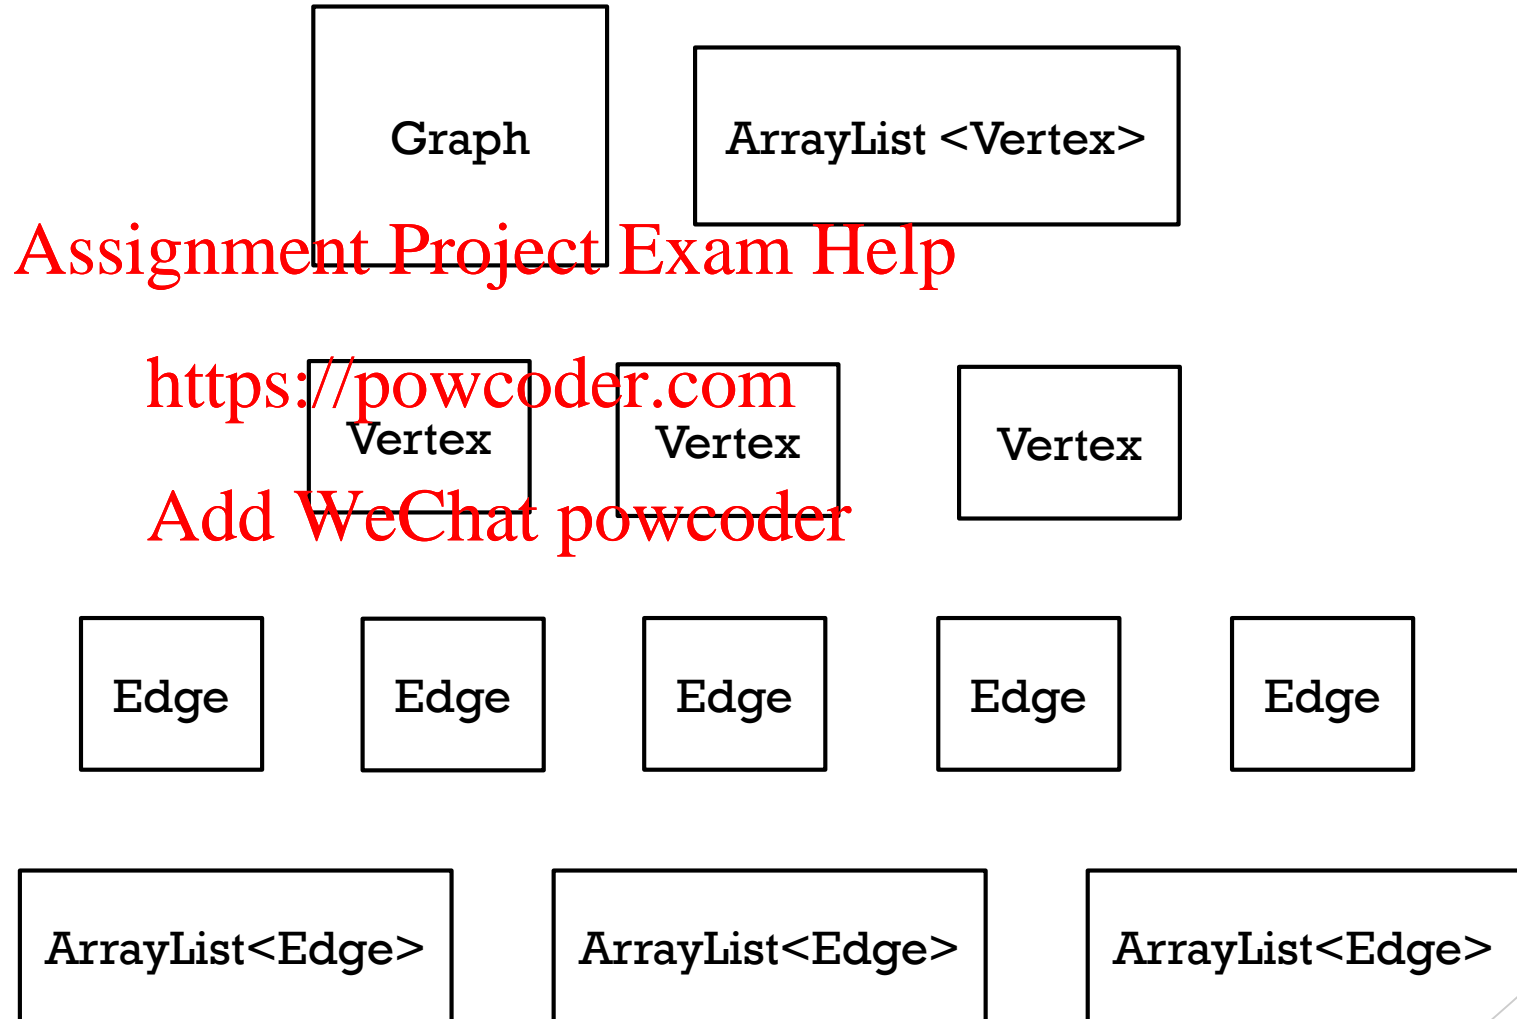 Graph
ArrayList <Vertex>
Assignment Project Exam Help
https://powcoder.com
Vertex Vertex Vertex
Add WeChat powcoder
Edge Edge Edge Edge Edge
ArrayList<Edge> ArrayList<Edge> ArrayList<Edge>